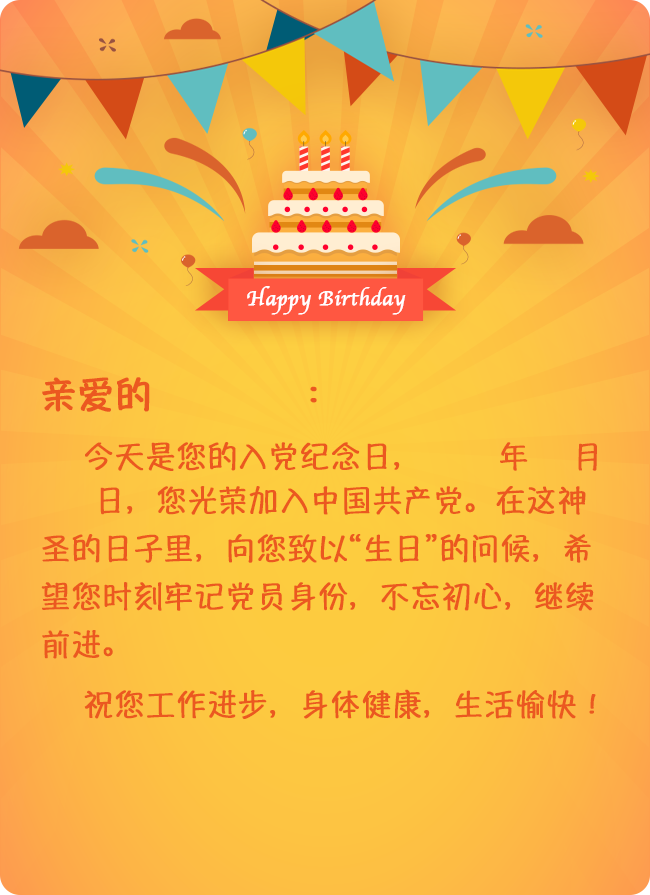 Happy Birthday
亲爱的 ：
今天是您的入党纪念日， 年 月
日，您光荣加入中国共产党。在这神
圣的日子里，向您致以“生日”的问候，希
望您时刻牢记党员身份，不忘初心，继续
前进。
祝您工作进步，身体健康，生活愉快！